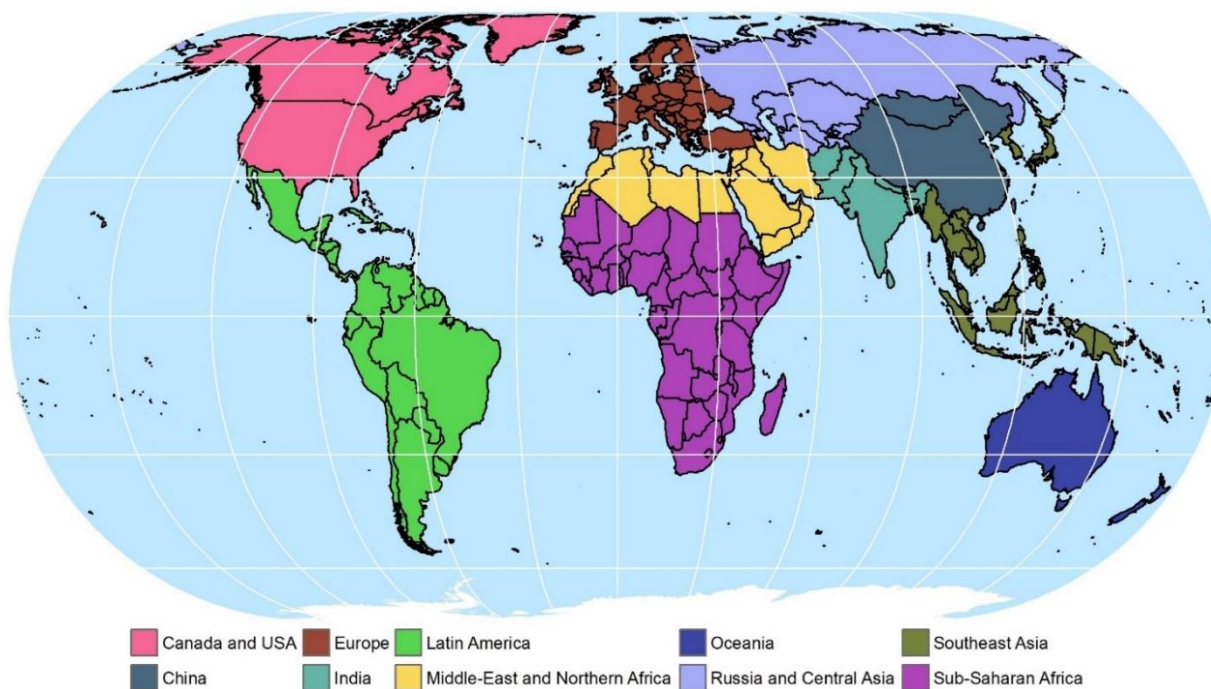 Canada and USA Europe Latin America Oceania Southeast Asia
China India Middle-East and Northern Africa Russia and Central Asia Sub-Saharan Africa